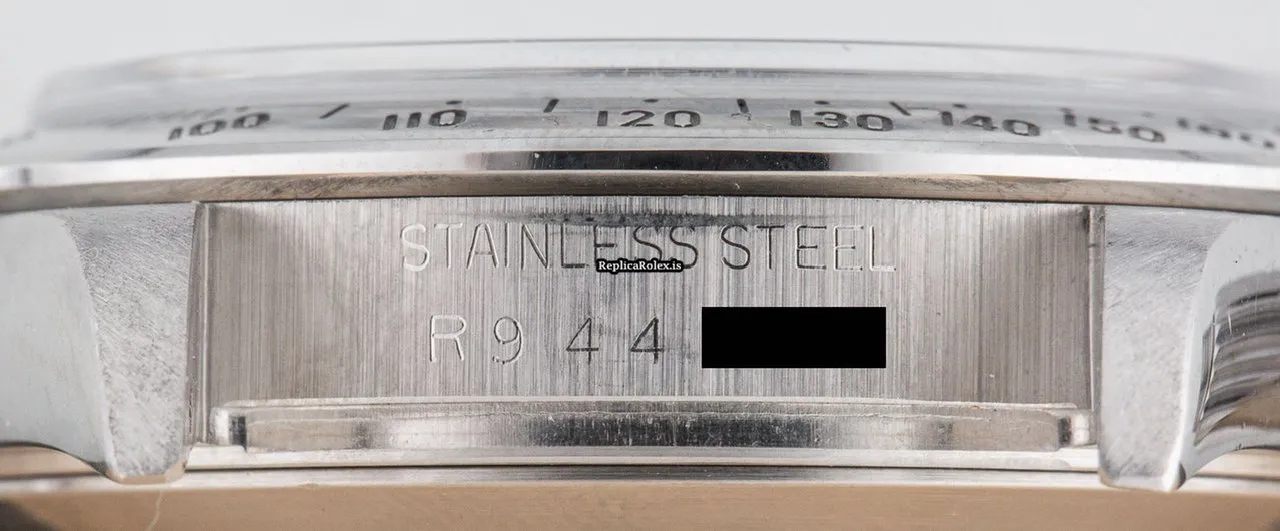 100 110 120 130 140 150
STAINLESS STEEL
ReplicaRolex.is
R944